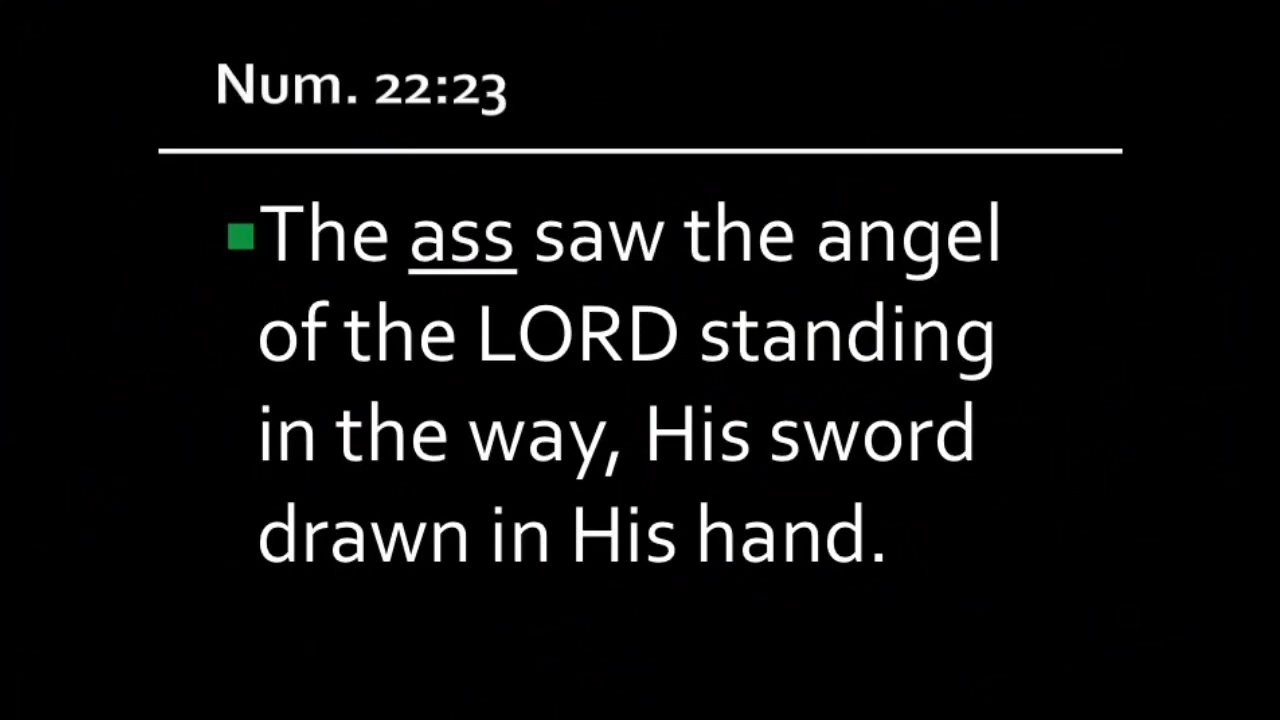 Num. 22:23
The ass saw the angel
of the LORD standing
in the way, His sword
drawn in His hand.